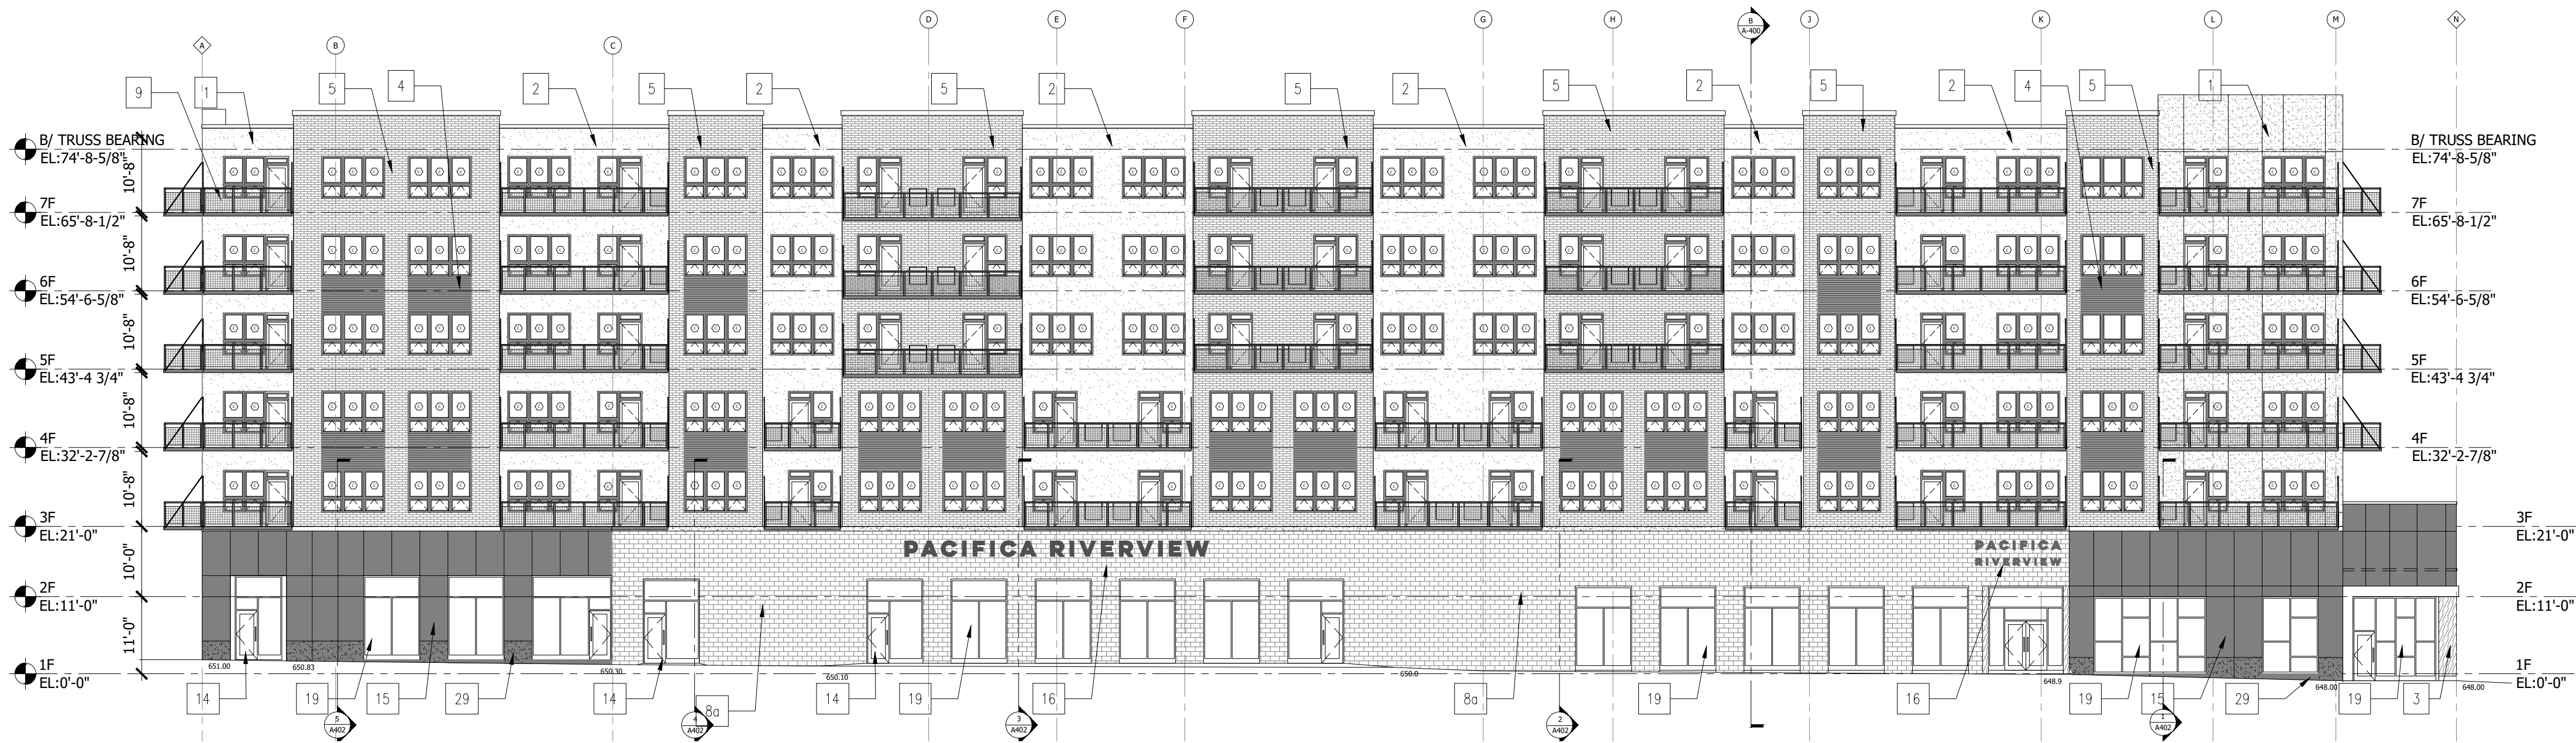 A
B
C
D
E
F
G
H
B
A-400
J
K
L
M
N
9
1
5
4
2
5
2
5
2
5
2
5
2
5
2
4
5
1
B/ TRUSS BEARING
EL:74'-8-5/8"
10'-8"
7F
EL:65'-8-1/2"
10'-8"
6F
EL:54'-6-5/8"
10'-8"
5F
EL:43'-4 3/4"
10'-8"
4F
EL:32'-2-7/8"
10'-8"
3F
EL:21'-0"
10'-0"
2F
EL:11'-0"
11'-0"
1F
EL:0'-0"
B/ TRUSS BEARING
EL:74'-8-5/8"
7F
EL:65'-8-1/2"
6F
EL:54'-6-5/8"
5F
EL:43'-4 3/4"
4F
EL:32'-2-7/8"
3F
EL:21'-0"
2F
EL:11'-0"
1F
EL:0'-0"
PACIFICA RIVERVIEW
PACIFICA
RIVERVIEW
651.00
650.83
650.30
650.10
650.0
648.9
648.00
648.00
14
19
15
29
14
8a
14
19
16
8a
19
16
19
15
29
19
3
5
A402
4
A402
3
A402
2
A402
1
A402